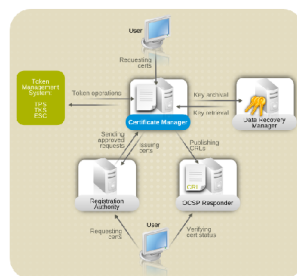 User
Requesting
certs
Token
Management
System:
TPS
TKS
ESC
Token operations
Key archival
Key retrieval
Certificate Manager
Data Recovery
Manager
Sending
approved
requests
Issuing
certs
Publishing
CRLs
CRL
Registration
Authority
OCSP Responder
Requesting
certs
User
Verifying
cert status